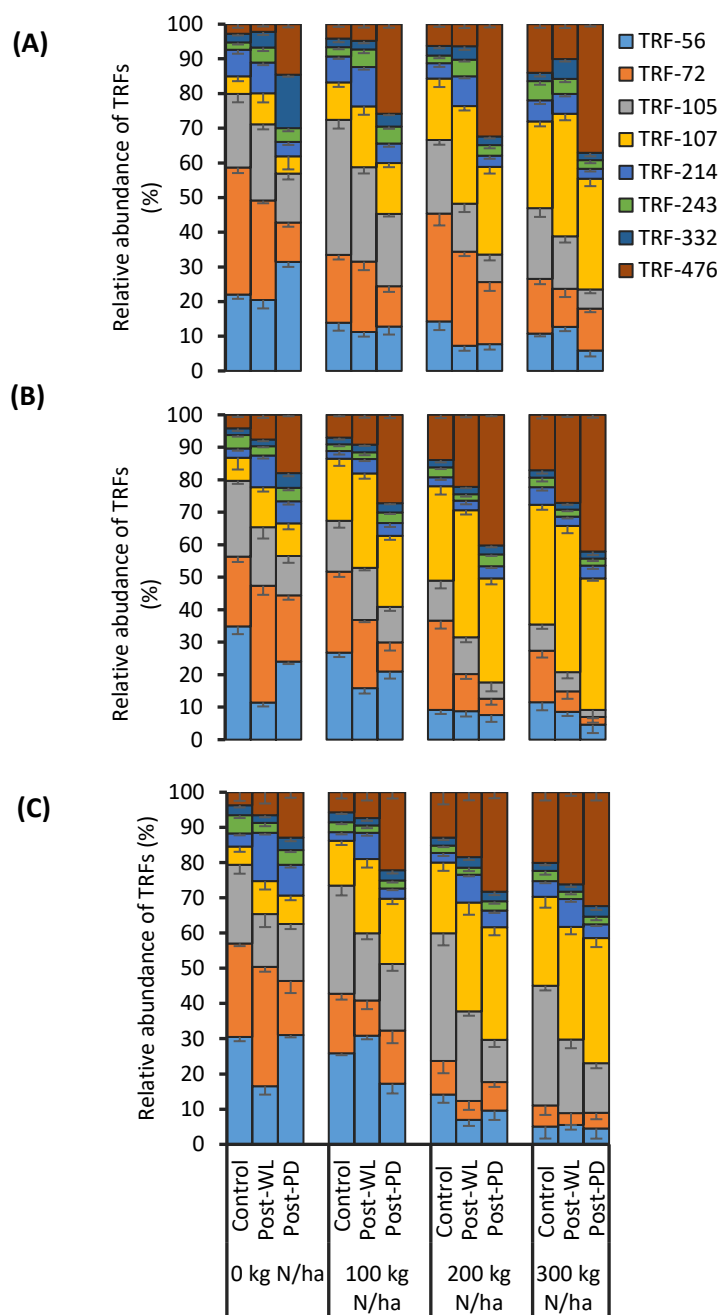 (A)
Relative abundance of TRFs
(%)
100
90
80
70
60
50
40
30
20
10
0
TRF-56
TRF-72
TRF-105
TRF-107
TRF-214
TRF-243
TRF-332
TRF-476
(B)
Relative abudance of TRFs
(%)
100
90
80
70
60
50
40
30
20
10
0
(C)
Relative abundance of TRFs (%)
100
90
80
70
60
50
40
30
20
10
0
Control
Post-WL
Post-PD
Control
Post-WL
Post-PD
Control
Post-WL
Post-PD
Control
Post-WL
Post-PD
0 kg N/ha
100 kg
N/ha
200 kg
N/ha
300 kg
N/ha